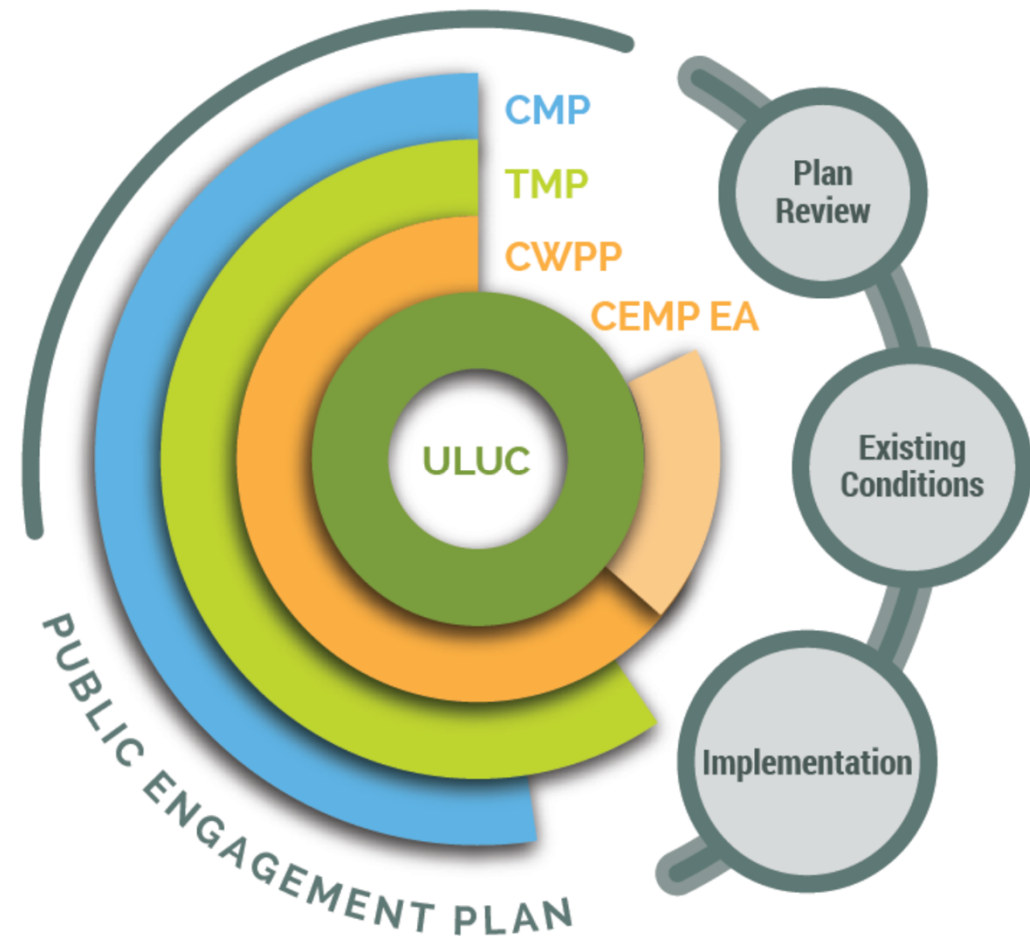 CMP
TMP
CWPP
CEMP EA
ULUC
PUBLIC ENGAGEMENT PLAN
Plan
Review
Existing
Conditions
Implementation